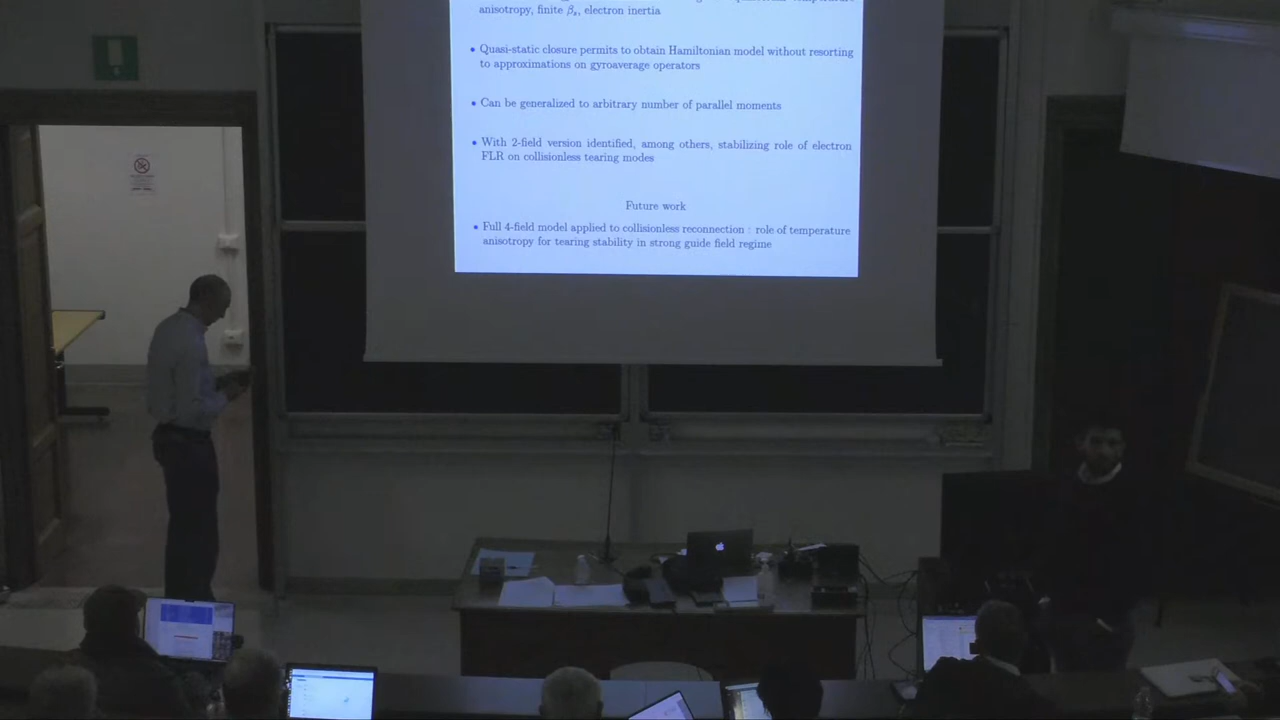 anisotropy, finite βₑ, electron inertia
• Quasi-static closure permits to obtain Hamiltonian model without resorting
to approximations on gyroaverage operators
• Can be generalized to arbitrary number of parallel moments
• With 2-field version identified, among others, stabilizing role of electron
FLR on collisionless tearing modes
Future work
• Full 4-field model applied to collisionless reconnection : role of temperature
anisotropy for tearing stability in strong guide field regime